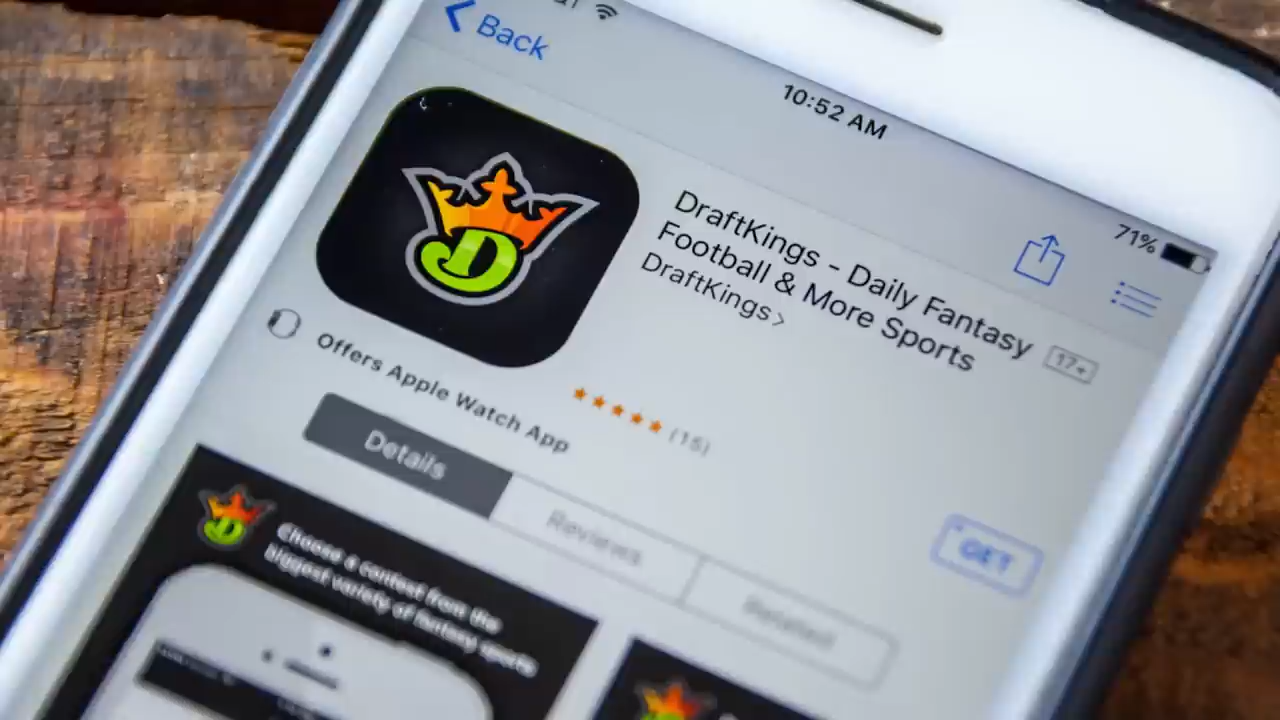 Back
10:52 AM
71%
DraftKings - Daily Fantasy
Football & More Sports
17+
DraftKings>
D
Offers Apple Watch App
(15)
Details
Reviews
Related
GET
D
Choose a contest from the
biggest variety of fantasy sports